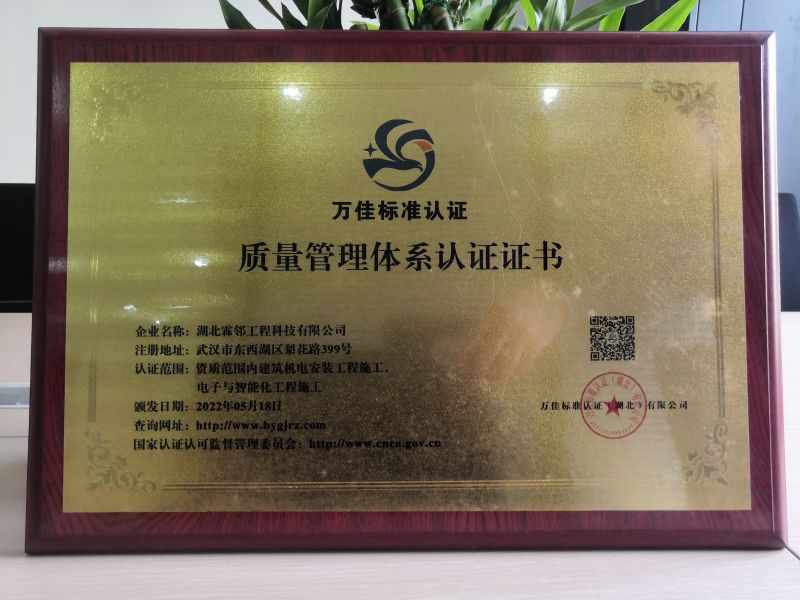 万佳标准认证
质量管理体系认证证书
企业名称：湖北霖邻工程科技有限公司
注册地址：武汉市东西湖区梨花路399号
认证范围：资质范围内建筑机电安装工程施工、
电子与智能化工程施工
颁发日期：2022年05月18日
查询网址：http://www.bygjrz.com
国家认证认可监督管理委员会：http://www.cnca.gov.cn
万佳标准认证（湖北）有限公司